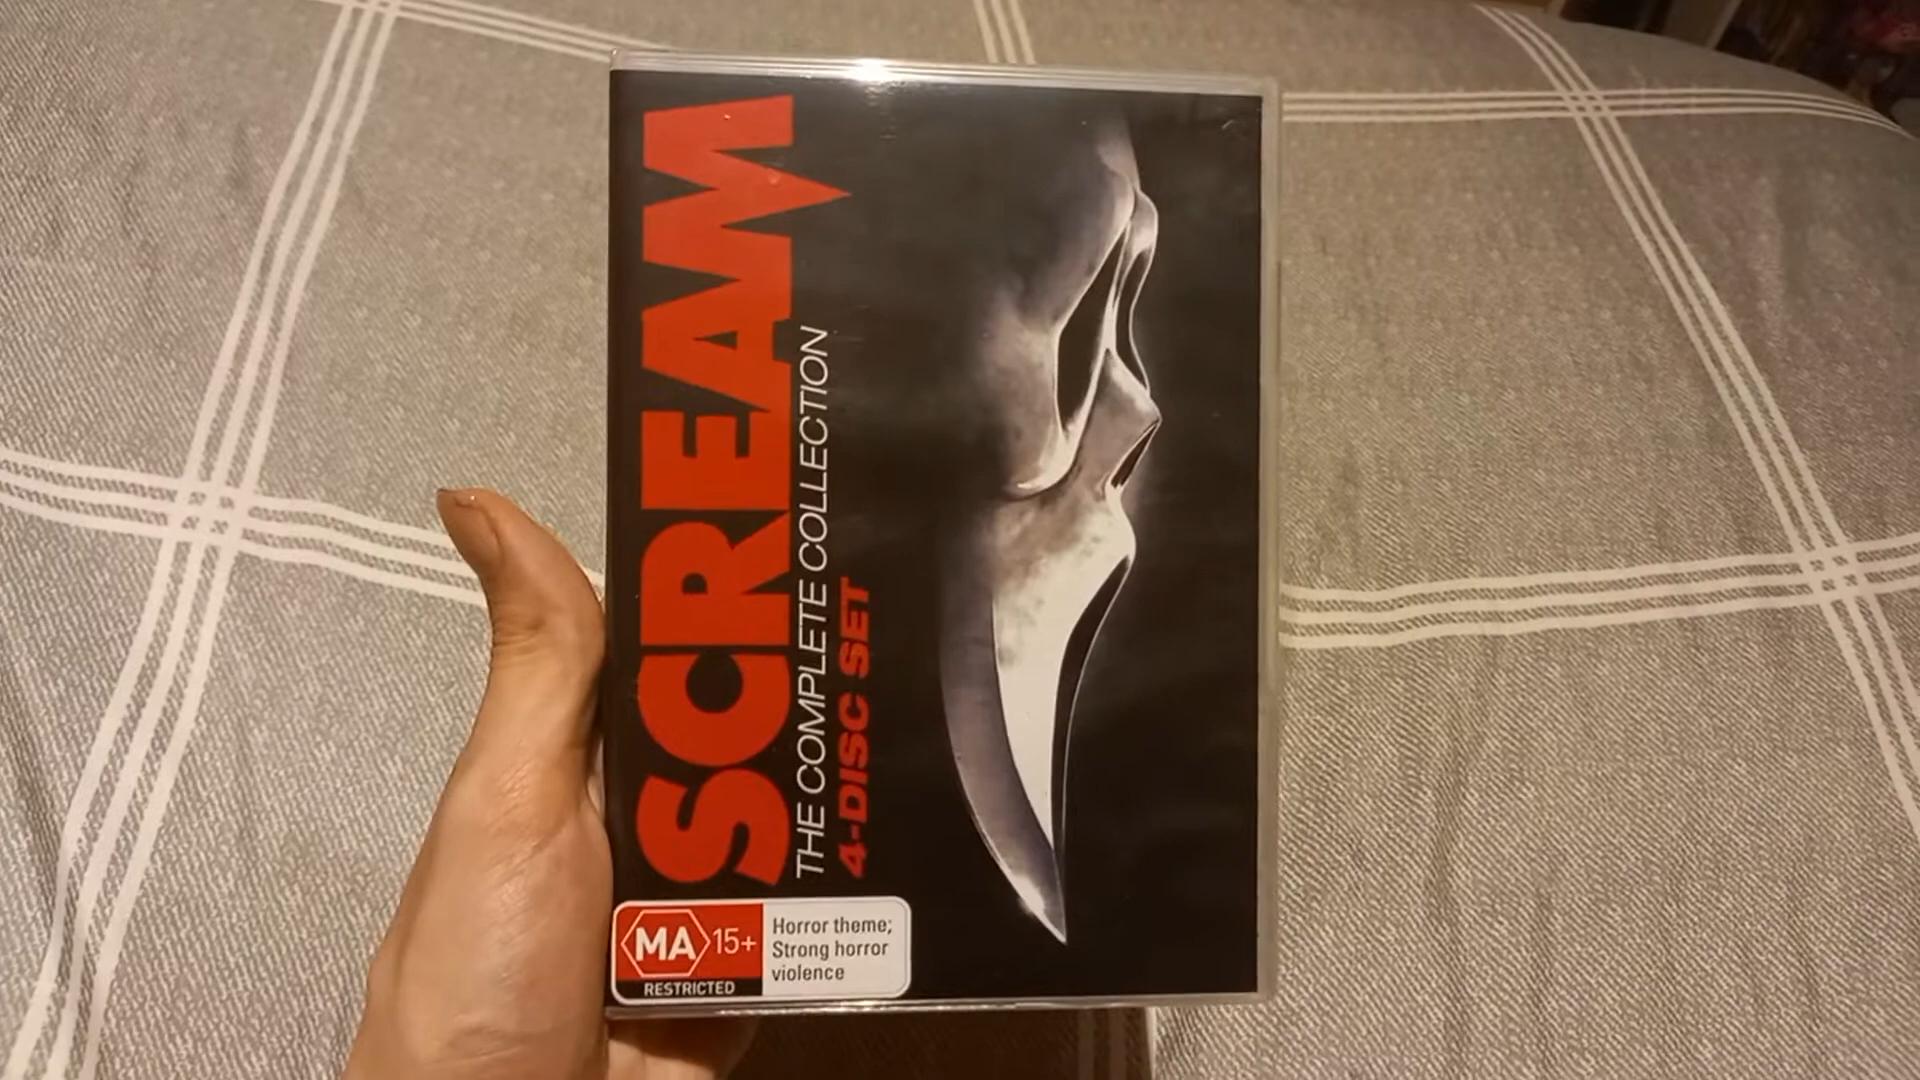 SCREAM
THE COMPLETE COLLECTION
4-DISC SET
MA 15+
RESTRICTED
Horror theme;
Strong horror
violence